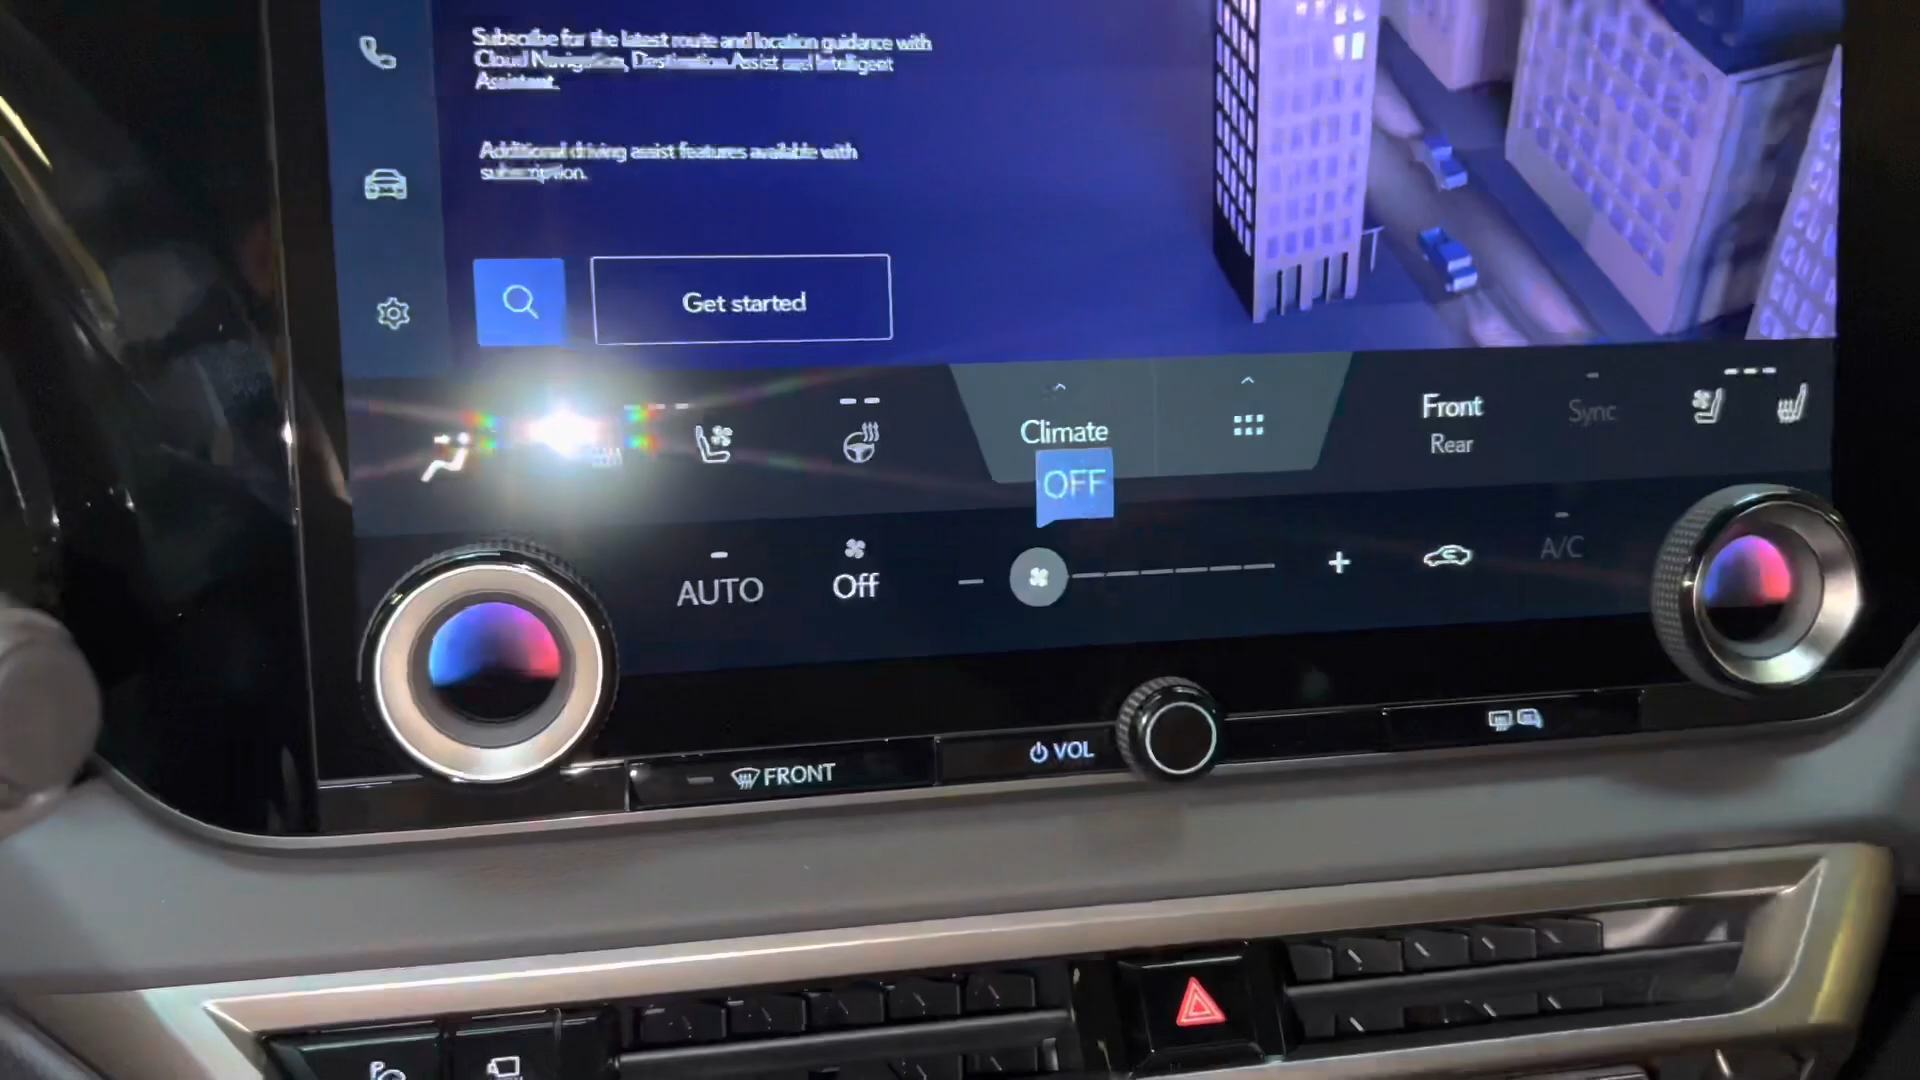 Subscribe for the latest route and location guidance with
Cloud Navigation, Destination Assist and Intelligent
Assistant.
Additional driving assist features available with
subscription.
Get started
Climate
Front
Rear
Sync
OFF
AUTO
Off
A/C
FRONT
VOL
P